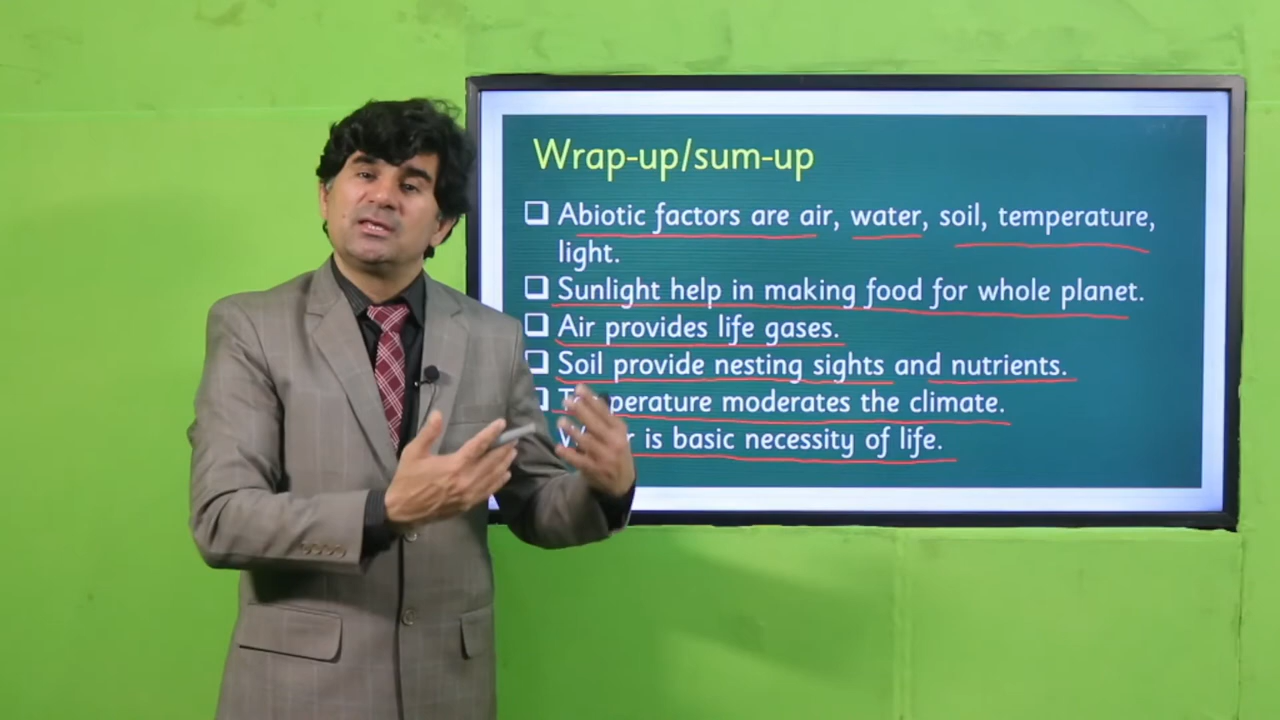 Wrap-up/sum-up
❑ Abiotic factors are air, water, soil, temperature,
light.
❑ Sunlight help in making food for whole planet.
❑ Air provides life gases.
❑ Soil provide nesting sights and nutrients.
❑ Temperature moderates the climate.
is basic necessity of life.